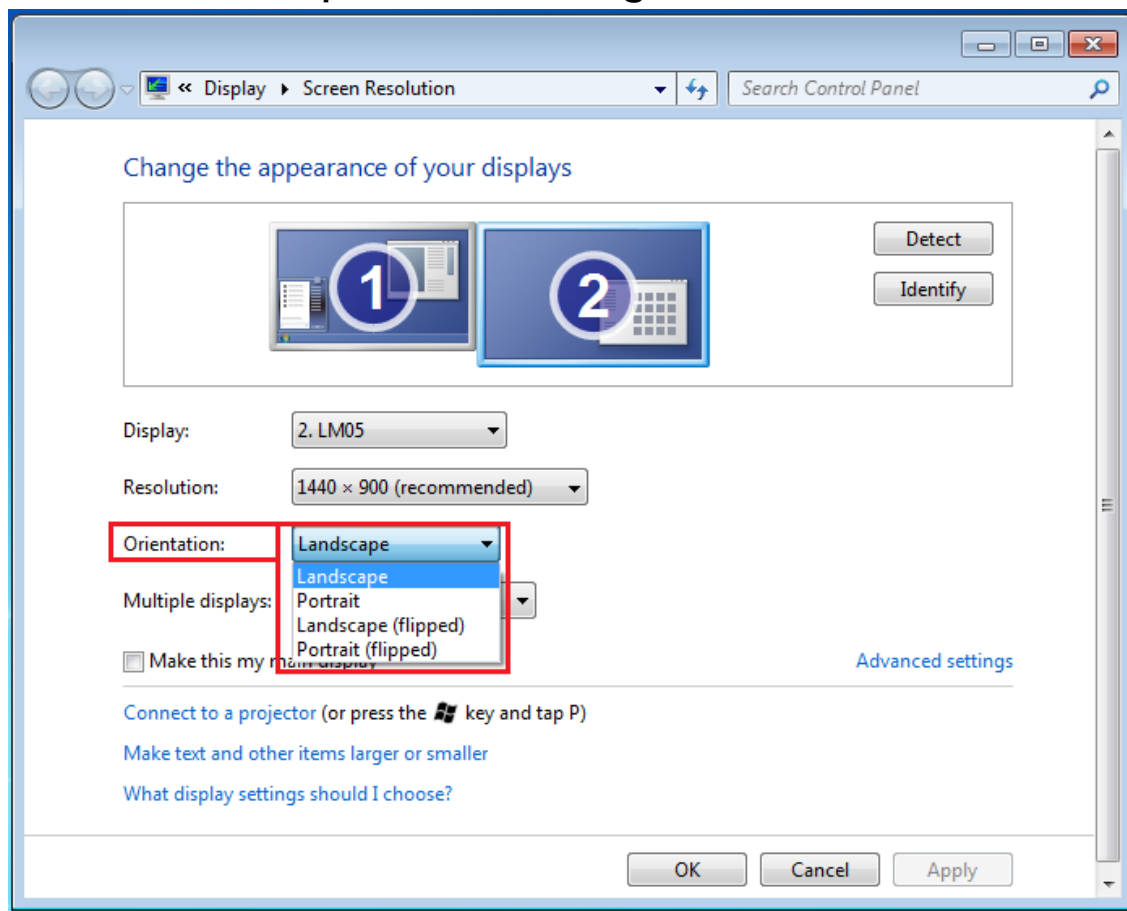 « Display ▸ Screen Resolution Search Control Panel
Change the appearance of your displays
1 2
Detect
Identify
Display: 2. LM05
Resolution: 1440 × 900 (recommended)
Orientation: Landscape
Landscape
Multiple displays: Portrait
Landscape (flipped)
Portrait (flipped)
Make this my main display Advanced settings
Connect to a projector (or press the key and tap P)
Make text and other items larger or smaller
What display settings should I choose?
OK Cancel Apply